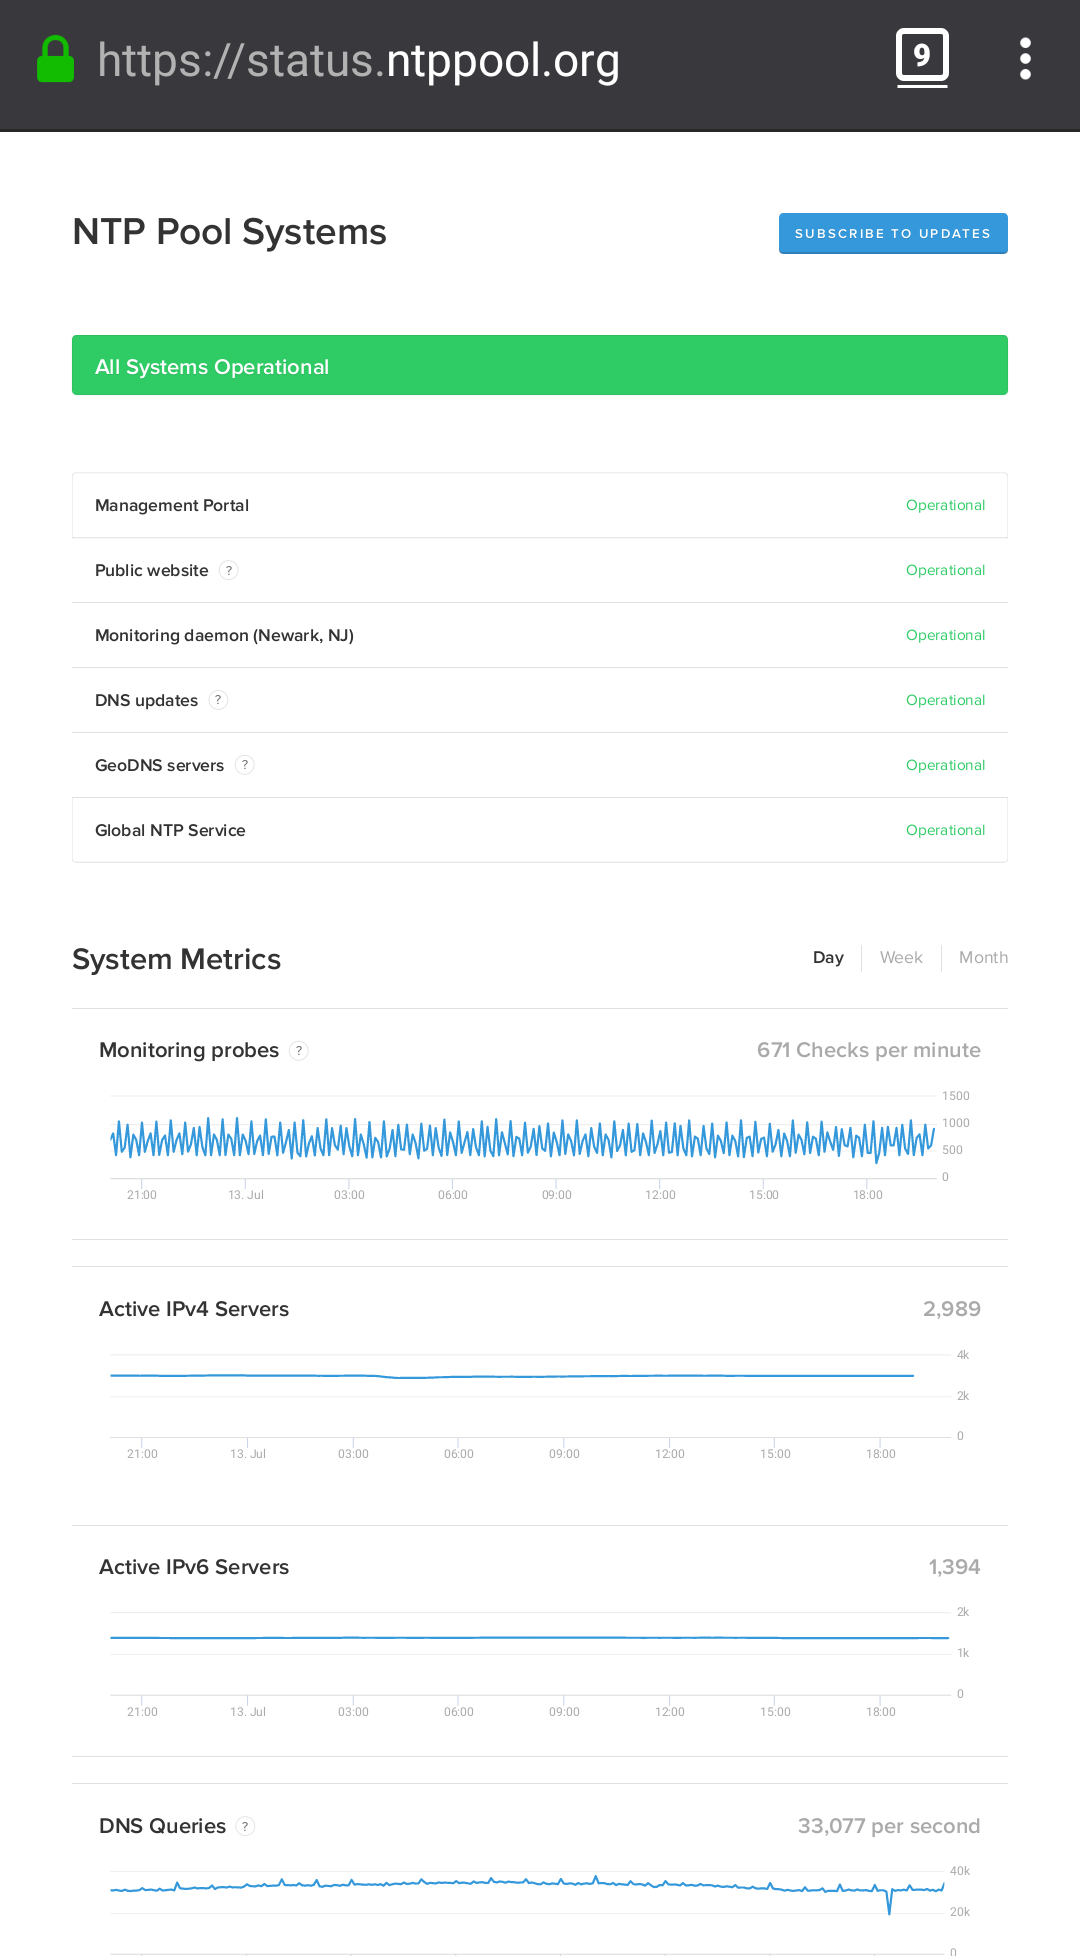 https://status.ntppool.org
9
NTP Pool Systems
SUBSCRIBE TO UPDATES
All Systems Operational
Management Portal Operational
Public website ? Operational
Monitoring daemon (Newark, NJ) Operational
DNS updates ? Operational
GeoDNS servers ? Operational
Global NTP Service Operational
System Metrics
Day Week Month
Monitoring probes ? 671 Checks per minute
1500
1000
500
0
21:00 13. Jul 03:00 06:00 09:00 12:00 15:00 18:00
Active IPv4 Servers 2,989
4k
2k
0
21:00 13. Jul 03:00 06:00 09:00 12:00 15:00 18:00
Active IPv6 Servers 1,394
2k
1k
0
21:00 13. Jul 03:00 06:00 09:00 12:00 15:00 18:00
DNS Queries ? 33,077 per second
40k
20k
0